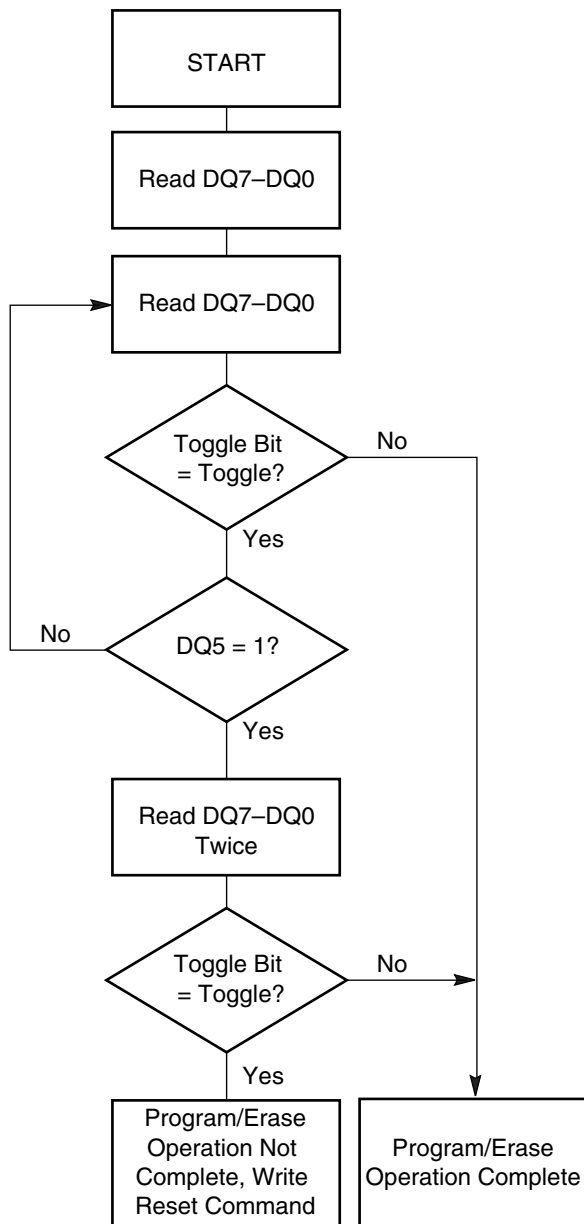 START
Read DQ7–DQ0
Read DQ7–DQ0
Toggle Bit
= Toggle?
No
Yes
No
DQ5 = 1?
Yes
Read DQ7–DQ0
Twice
Toggle Bit
= Toggle?
No
Yes
Program/Erase
Operation Not
Complete, Write
Reset Command
Program/Erase
Operation Complete